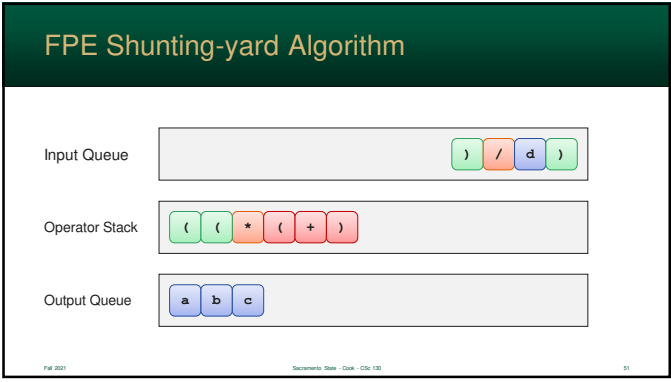 FPE Shunting-yard Algorithm
Input Queue ) / d )
Operator Stack ( ( * ( + )
Output Queue a b c
Fall 2021 Sacramento State - Cook - CSc 130 51